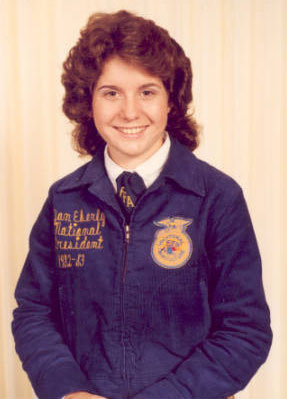 Jan Eberly
National
President
1982-83
FFA